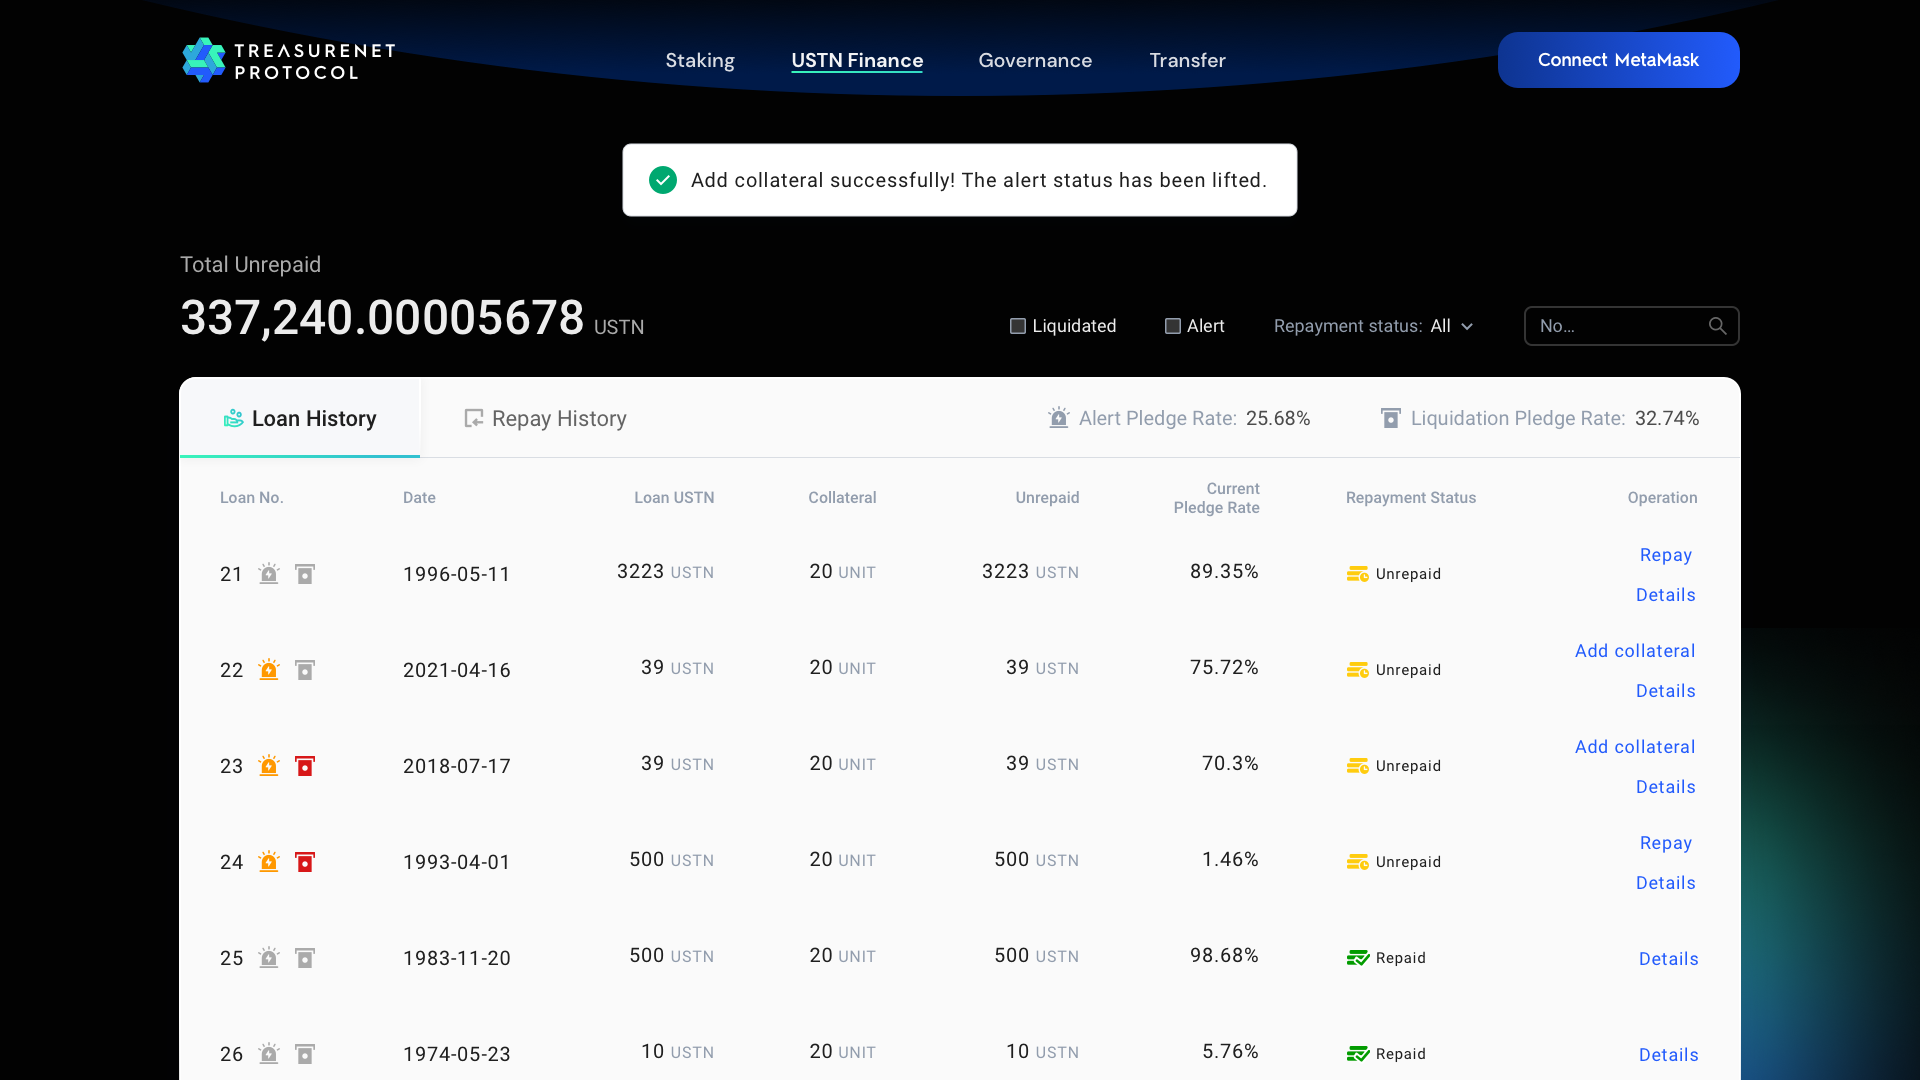 TREASURENET
PROTOCOL
Staking
USTN Finance
Governance
Transfer
Connect MetaMask
Add collateral successfully! The alert status has been lifted.
Total Unrepaid
337,240.00005678 USTN
Liquidated
Alert
Repayment status: All
No...
Loan History
Repay History
Alert Pledge Rate: 25.68%
Liquidation Pledge Rate: 32.74%
Loan No.
Date
Loan USTN
Collateral
Unrepaid
Current
Pledge Rate
Repayment Status
Operation
21
1996-05-11
3223 USTN
20 UNIT
3223 USTN
89.35%
Unrepaid
Repay
Details
22
2021-04-16
39 USTN
20 UNIT
39 USTN
75.72%
Unrepaid
Add collateral
Details
23
2018-07-17
39 USTN
20 UNIT
39 USTN
70.3%
Unrepaid
Add collateral
Details
24
1993-04-01
500 USTN
20 UNIT
500 USTN
1.46%
Unrepaid
Repay
Details
25
1983-11-20
500 USTN
20 UNIT
500 USTN
98.68%
Repaid
Details
26
1974-05-23
10 USTN
20 UNIT
10 USTN
5.76%
Repaid
Details